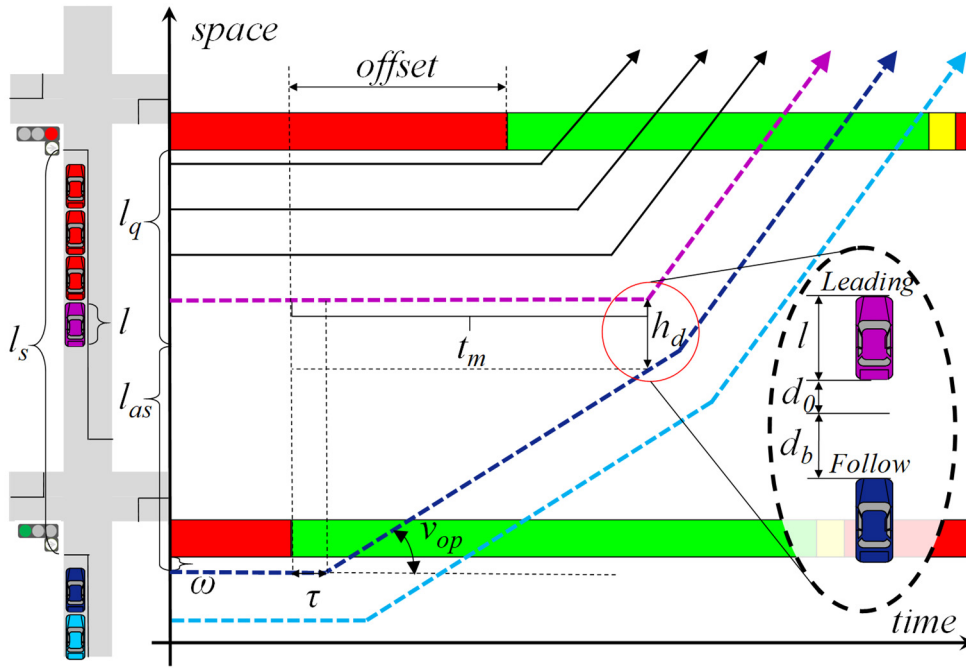 space
offset
l_q
l
l_s
l_as
t_m
h_d
Leading
l
d_0
d_b
Follow
v_op
ω
τ
time